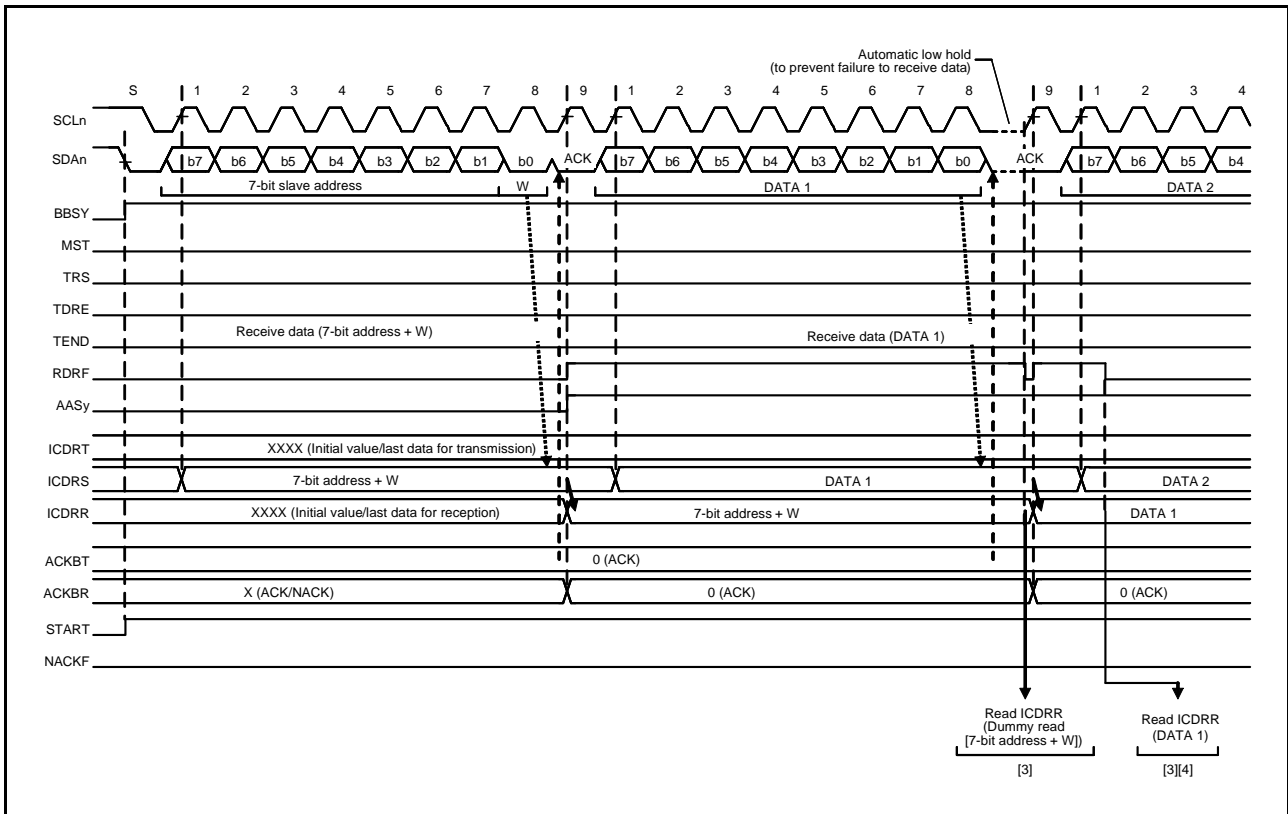 Automatic low hold
(to prevent failure to receive data)
S 1 2 3 4 5 6 7 8 9 1 2 3 4 5 6 7 8 9 1 2 3 4
SCLn
SDAn b7 b6 b5 b4 b3 b2 b1 b0 ACK b7 b6 b5 b4 b3 b2 b1 b0 ACK b7 b6 b5 b4
7-bit slave address W DATA 1 DATA 2
BBSY
MST
TRS
TDRE
Receive data (7-bit address + W) Receive data (DATA 1)
TEND
RDRF
AASy
ICDRT XXXX (Initial value/last data for transmission)
ICDRS 7-bit address + W DATA 1 DATA 2
ICDRR XXXX (Initial value/last data for reception) 7-bit address + W DATA 1
ACKBT 0 (ACK)
ACKBR X (ACK/NACK) 0 (ACK) 0 (ACK)
START
NACKF
Read ICDRR
(Dummy read
[7-bit address + W])
[3]
Read ICDRR
(DATA 1)
[3][4]